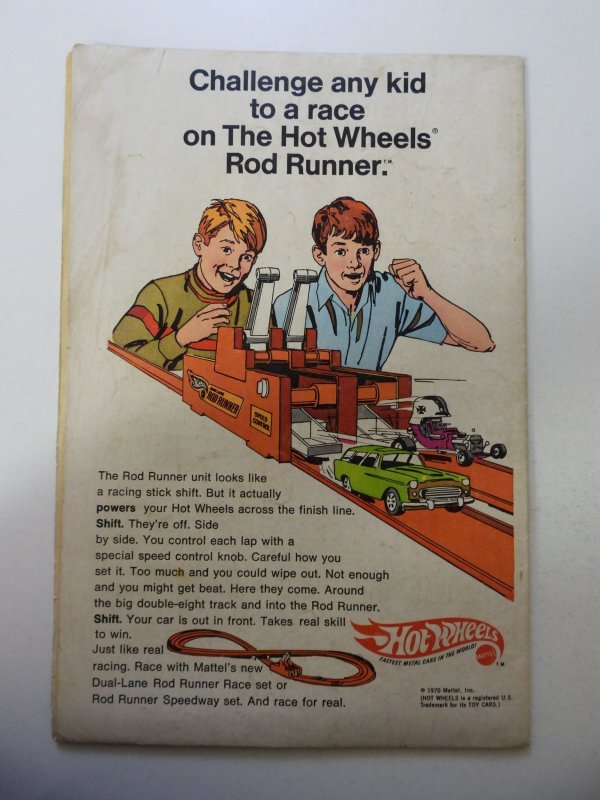 Challenge any kid
to a race
on The Hot Wheels®
Rod Runner.™
ROD RUNNER
SPEED
CONTROL
The Rod Runner unit looks like
a racing stick shift. But it actually
powers your Hot Wheels across the finish line.
Shift. They're off. Side
by side. You control each lap with a
special speed control knob. Careful how you
set it. Too much and you could wipe out. Not enough
and you might get beat. Here they come. Around
the big double-eight track and into the Rod Runner.
Shift. Your car is out in front. Takes real skill
to win.
Just like real
racing. Race with Mattel's new
Dual-Lane Rod Runner Race set or
Rod Runner Speedway set. And race for real.
HOT WHEELS
FASTEST METAL CARS IN THE WORLD!
MATTEL
T.M.
© 1970 Mattel, Inc.
(HOT WHEELS is a registered U.S.
Trademark for its TOY CARS.)